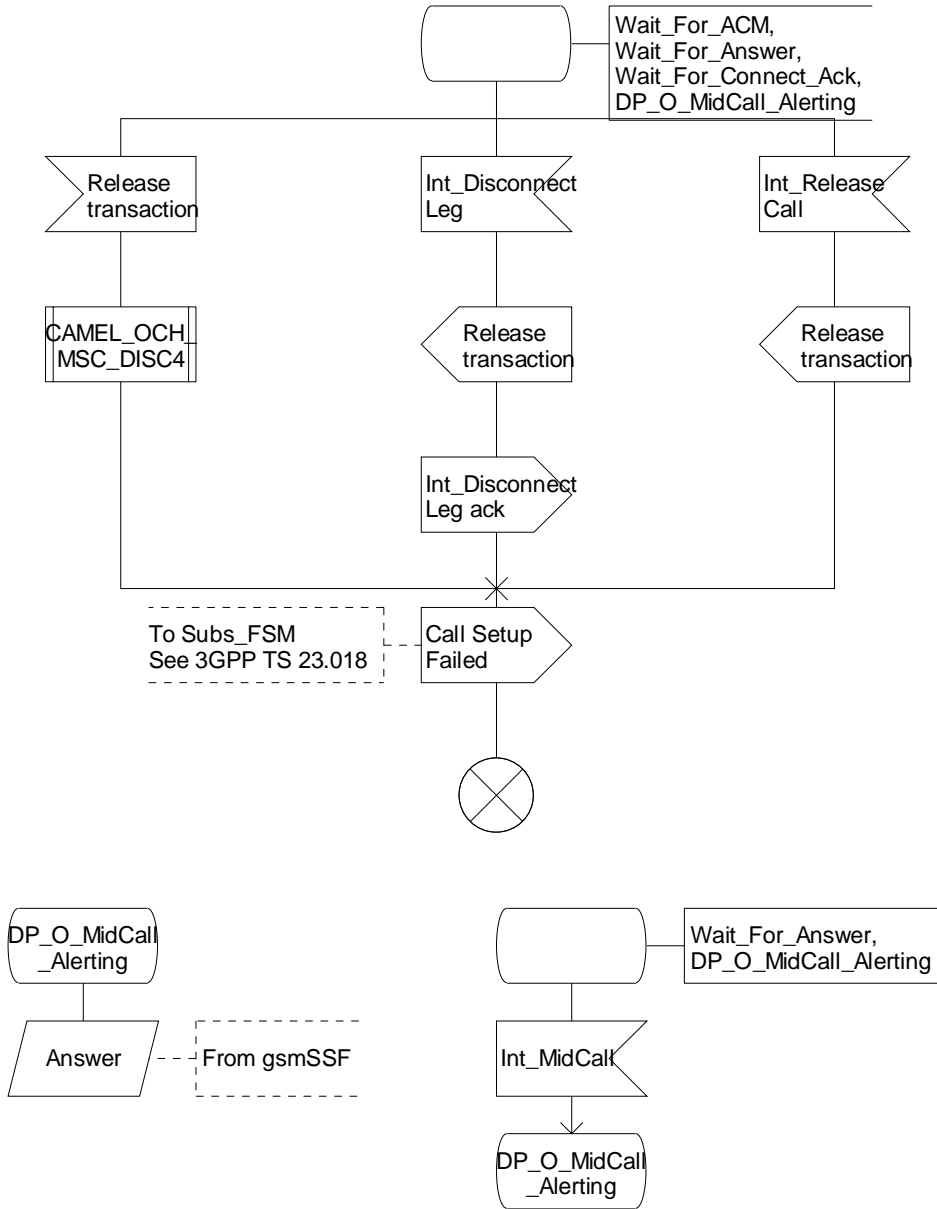 Wait_For_ACM,
Wait_For_Answer,
Wait_For_Connect_Ack,
DP_O_MidCall_Alerting
Release
transaction
Int_Disconnect
Leg
Int_Release
Call
CAMEL_OCH_
MSC_DISC4
Release
transaction
Release
transaction
Int_Disconnect
Leg ack
To Subs_FSM
See 3GPP TS 23.018
Call Setup
Failed
DP_O_MidCall
_Alerting
Wait_For_Answer,
DP_O_MidCall_Alerting
Answer
From gsmSSF
Int_MidCall
DP_O_MidCall
_Alerting